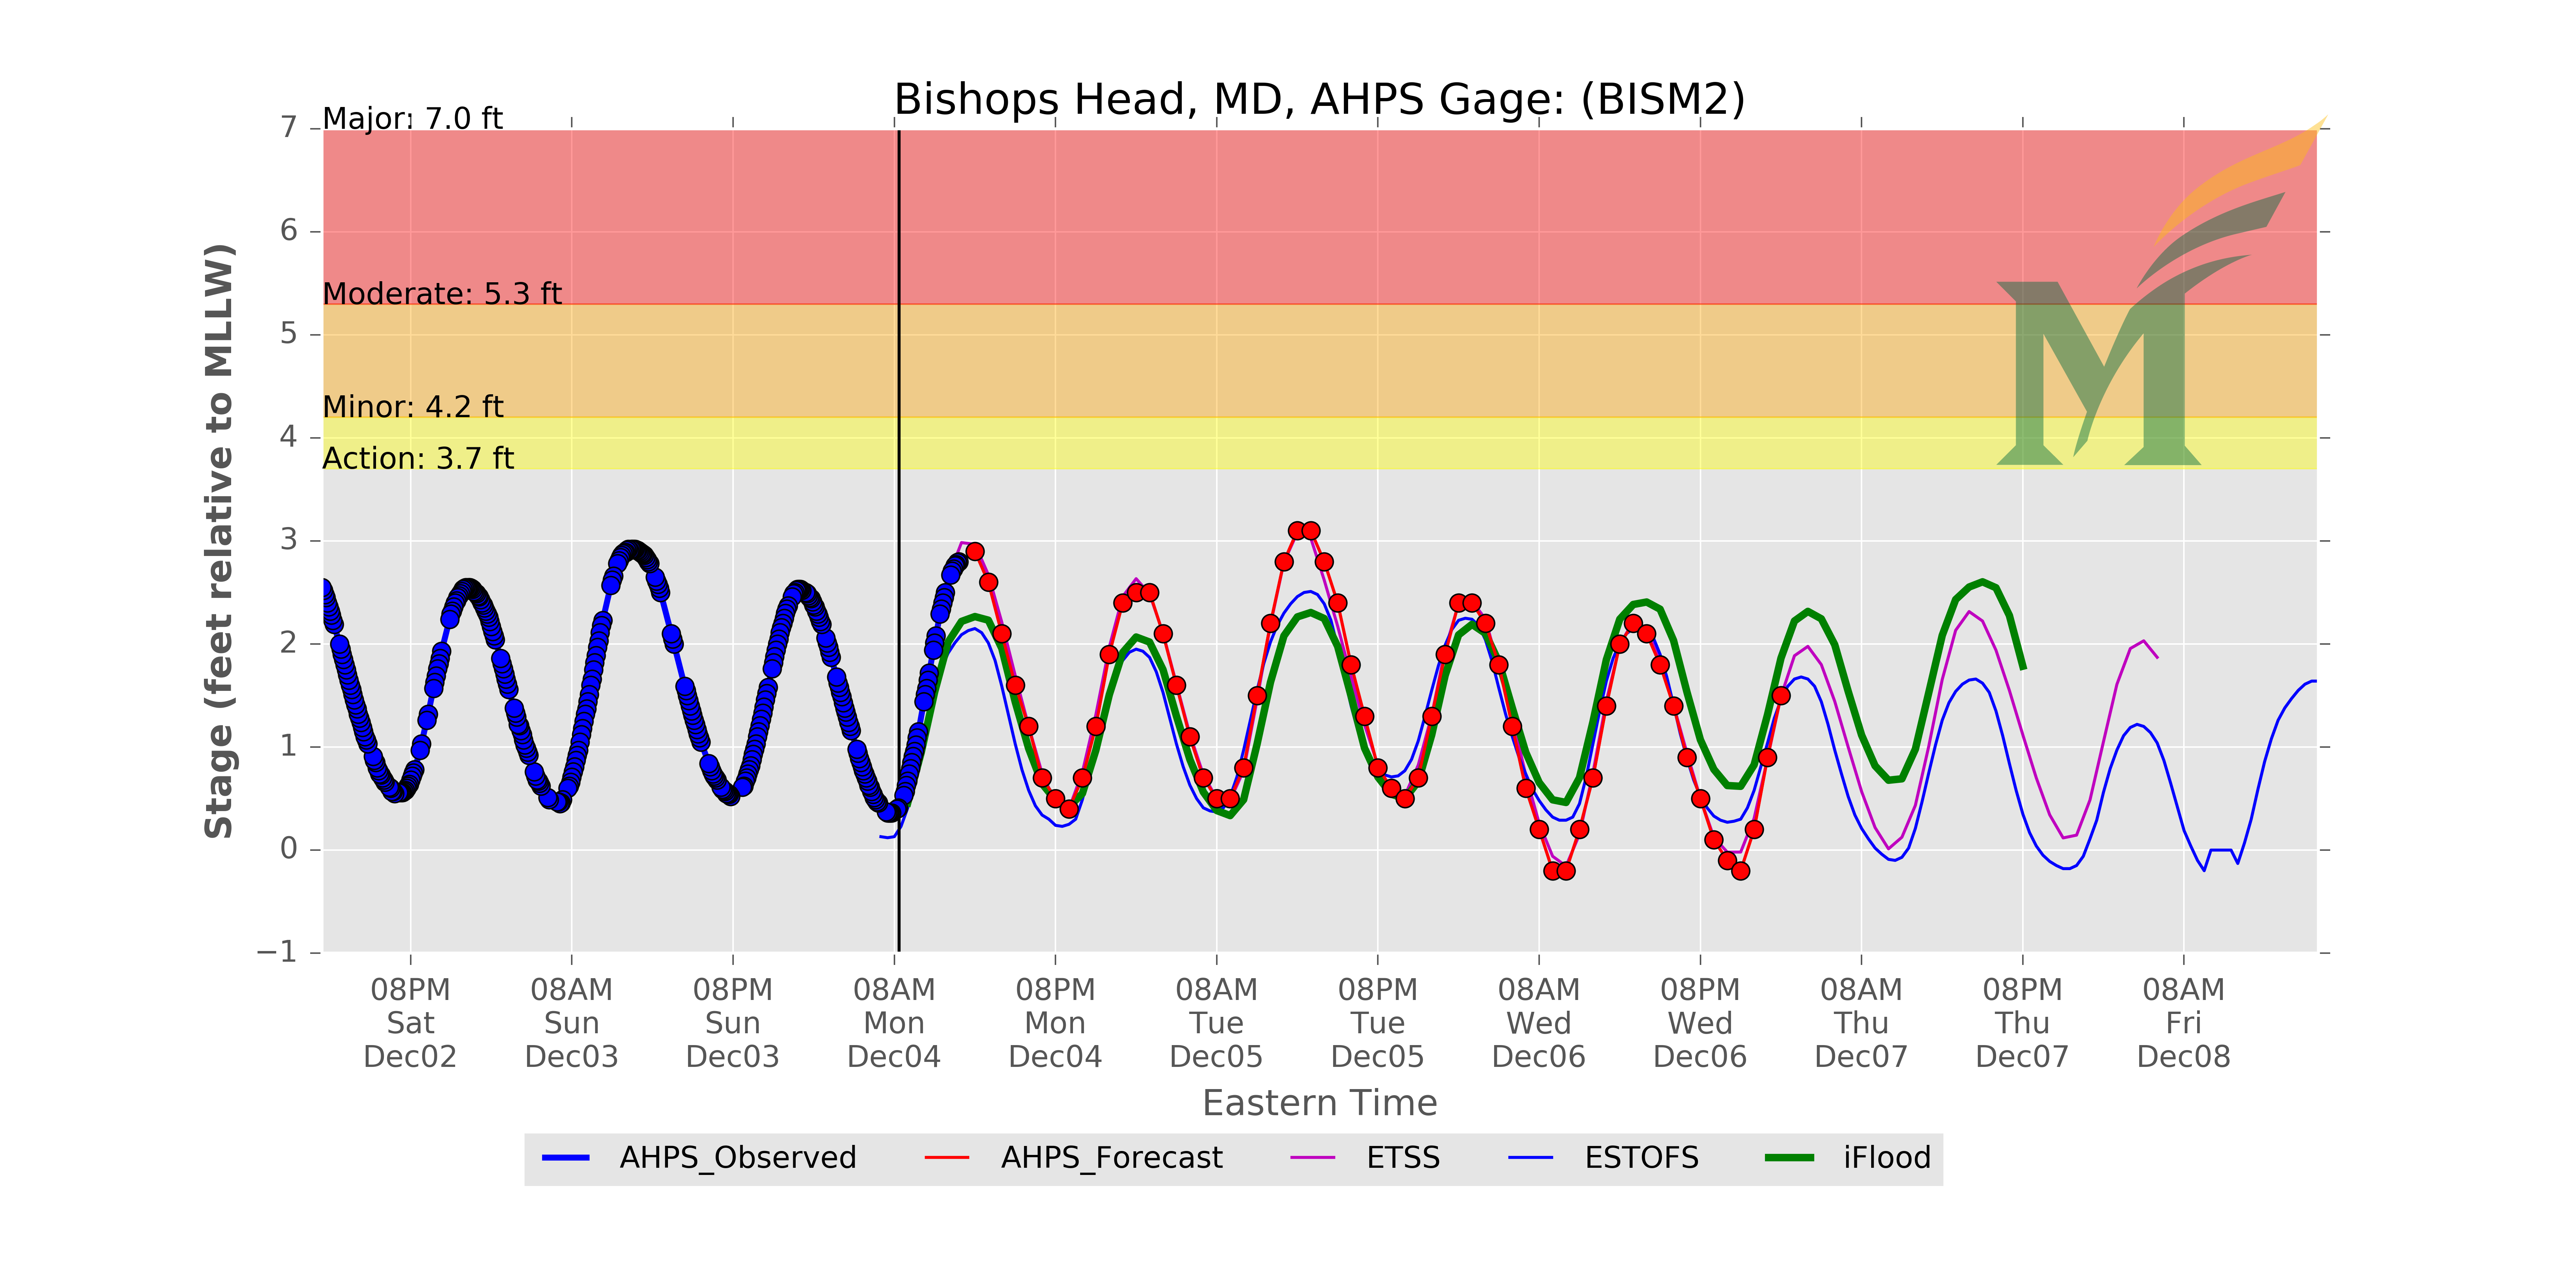 Bishops Head, MD, AHPS Gage: (BISM2)
Major: 7.0 ft
Moderate: 5.3 ft
Minor: 4.2 ft
Action: 3.7 ft
7
6
5
4
3
2
1
0
−1
Stage (feet relative to MLLW)
08PM 08AM 08PM 08AM 08PM 08AM 08PM 08AM 08PM 08AM 08PM 08AM
Sat Sun Sun Mon Mon Tue Tue Wed Wed Thu Thu Fri
Dec02 Dec03 Dec03 Dec04 Dec04 Dec05 Dec05 Dec06 Dec06 Dec07 Dec07 Dec08
Eastern Time
AHPS_Observed AHPS_Forecast ETSS ESTOFS iFlood
M